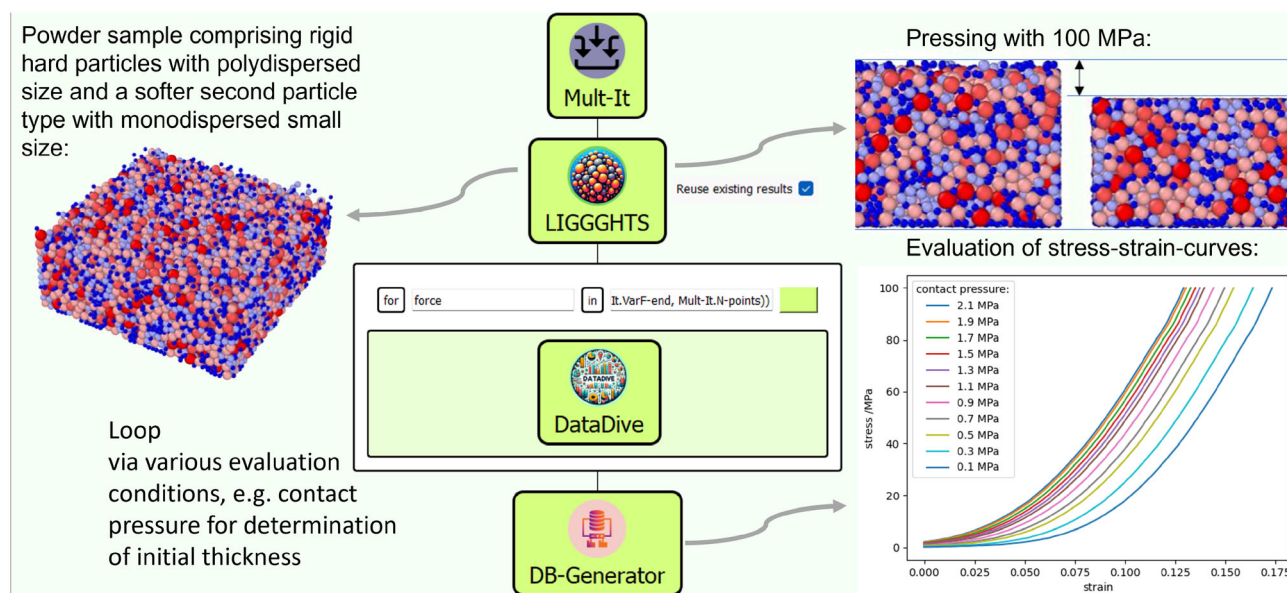 Powder sample comprising rigid
hard particles with polydispersed
size and a softer second particle
type with monodispersed small
size:
Mult-It
LIGGGHTS
Reuse existing results
for
force
in
It.VarF-end, Mult-It.N-points))
DATADIVE
DataDive
DB-Generator
Loop
via various evaluation
conditions, e.g. contact
pressure for determination
of initial thickness
Pressing with 100 MPa:
Evaluation of stress-strain-curves:
contact pressure:
2.1 MPa
1.9 MPa
1.7 MPa
1.5 MPa
1.3 MPa
1.1 MPa
0.9 MPa
0.7 MPa
0.5 MPa
0.3 MPa
0.1 MPa
100
80
60
40
20
0
stress /MPa
0.000
0.025
0.050
0.075
0.100
0.125
0.150
0.175
strain